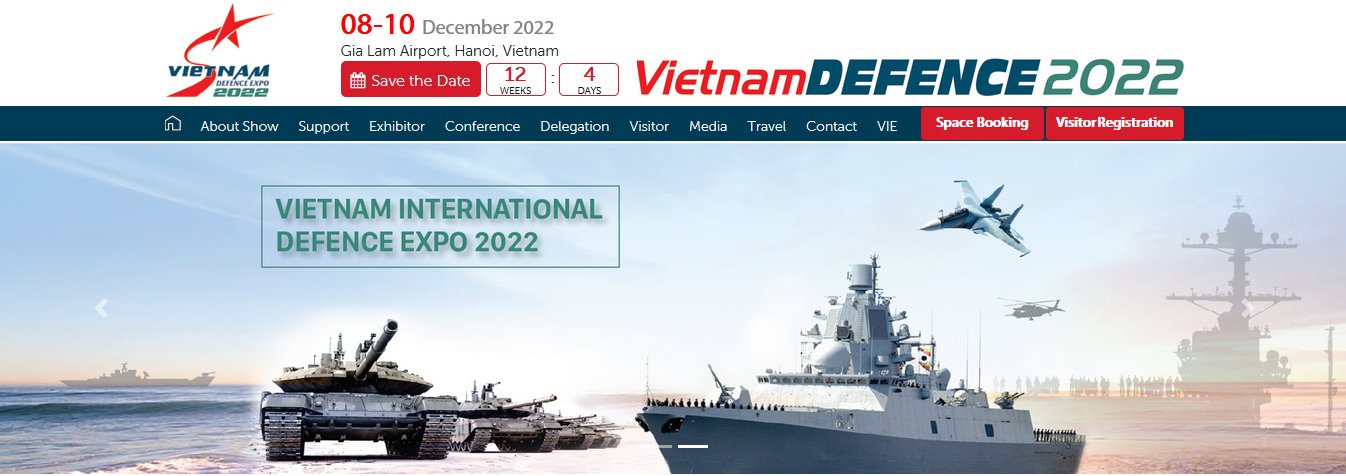 VIETNAM
DEFENCE EXPO
2022
08-10 December 2022
Gia Lam Airport, Hanoi, Vietnam
Save the Date
12 : 4
WEEKS DAYS
VietnamDEFENCE 2022
About Show Support Exhibitor Conference Delegation Visitor Media Travel Contact VIE Space Booking Visitor Registration
VIETNAM INTERNATIONAL
DEFENCE EXPO 2022